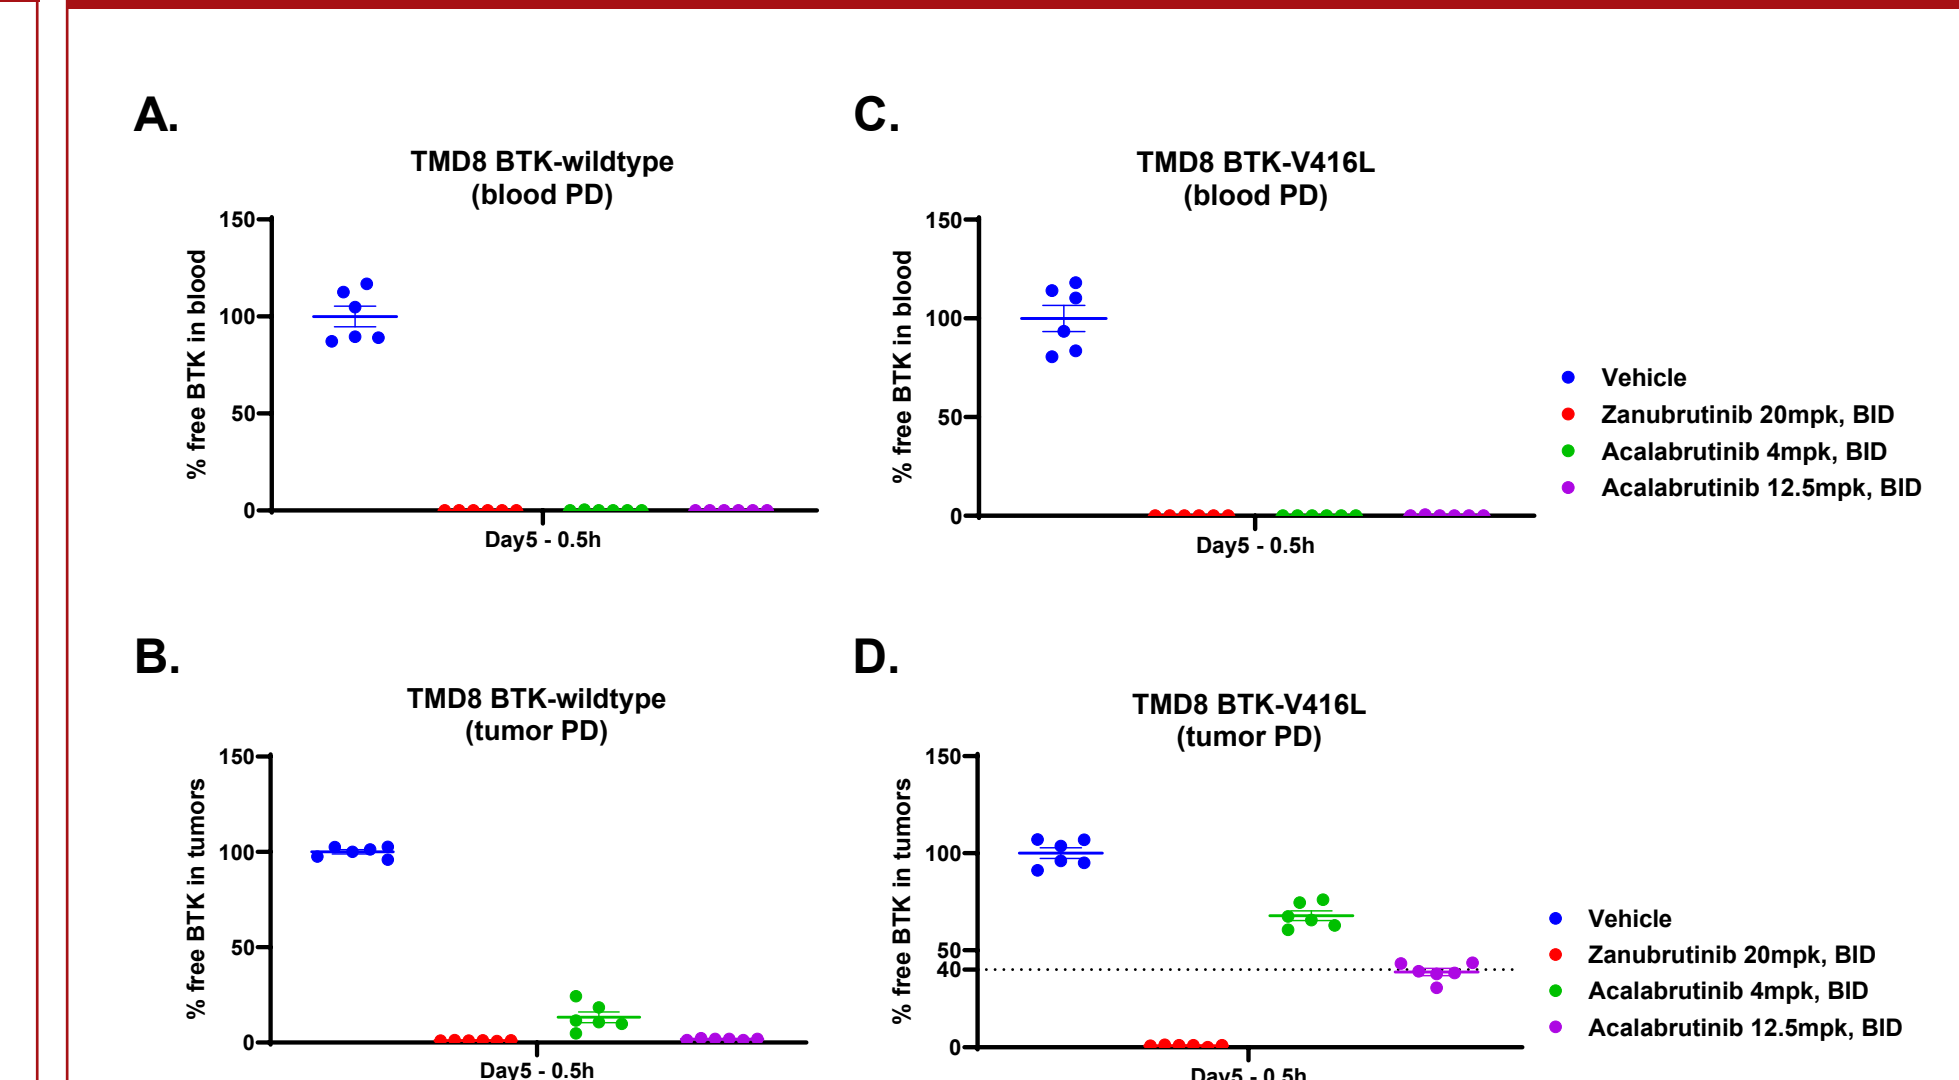 A.
TMD8 BTK-wildtype
(blood PD)
% free BTK in blood
150
100
50
0
Day5 - 0.5h
C.
TMD8 BTK-V416L
(blood PD)
% free BTK in blood
150
100
50
0
Day5 - 0.5h
Vehicle
Zanubrutinib 20mpk, BID
Acalabrutinib 4mpk, BID
Acalabrutinib 12.5mpk, BID
B.
TMD8 BTK-wildtype
(tumor PD)
% free BTK in tumors
150
100
50
0
Day5 - 0.5h
D.
TMD8 BTK-V416L
(tumor PD)
% free BTK in tumors
150
100
50
40
0
Day5 - 0.5h
Vehicle
Zanubrutinib 20mpk, BID
Acalabrutinib 4mpk, BID
Acalabrutinib 12.5mpk, BID